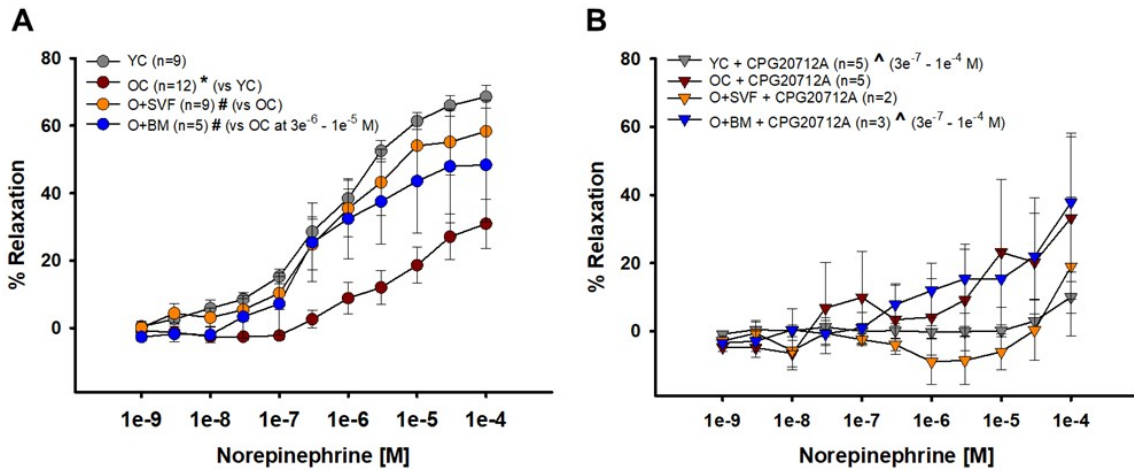 A
80
60
40
20
0
% Relaxation
YC (n=9)
OC (n=12) * (vs YC)
O+SVF (n=9) # (vs OC)
O+BM (n=5) # (vs OC at 3e-6 - 1e-5 M)
1e-9 1e-8 1e-7 1e-6 1e-5 1e-4
Norepinephrine [M]
B
80
60
40
20
0
% Relaxation
YC + CPG20712A (n=5) ^ (3e-7 - 1e-4 M)
OC + CPG20712A (n=5)
O+SVF + CPG20712A (n=2)
O+BM + CPG20712A (n=3) ^ (3e-7 - 1e-4 M)
1e-9 1e-8 1e-7 1e-6 1e-5 1e-4
Norepinephrine [M]